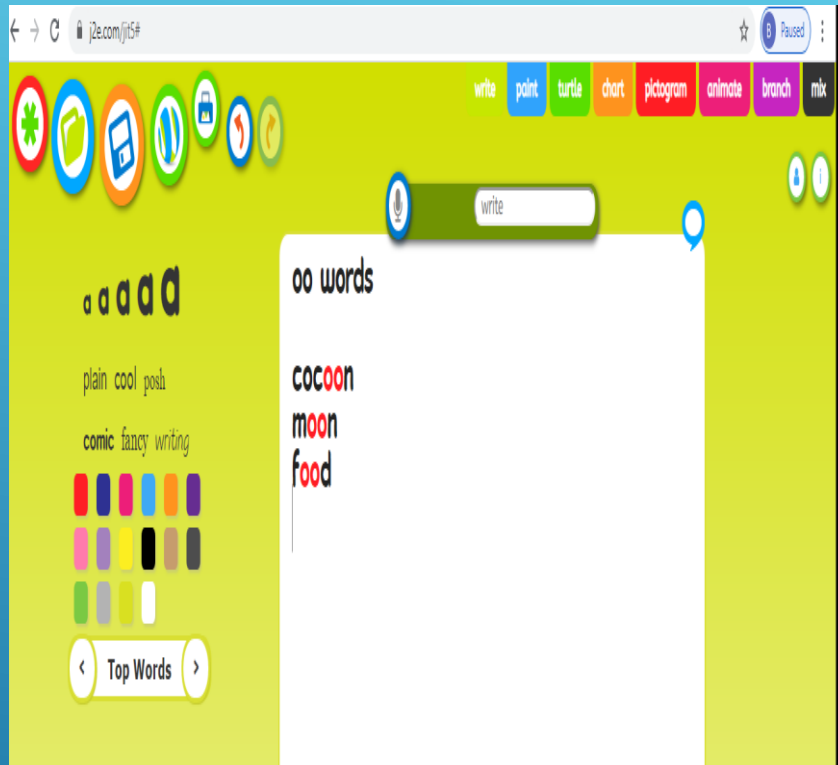 j2e.com/jit5#
B Paused
write paint turtle chart pictogram animate branch mix
i
write
oo words
a a a a a
cocoon
plain cool posh
moon
comic fancy writing
food
< Top Words >